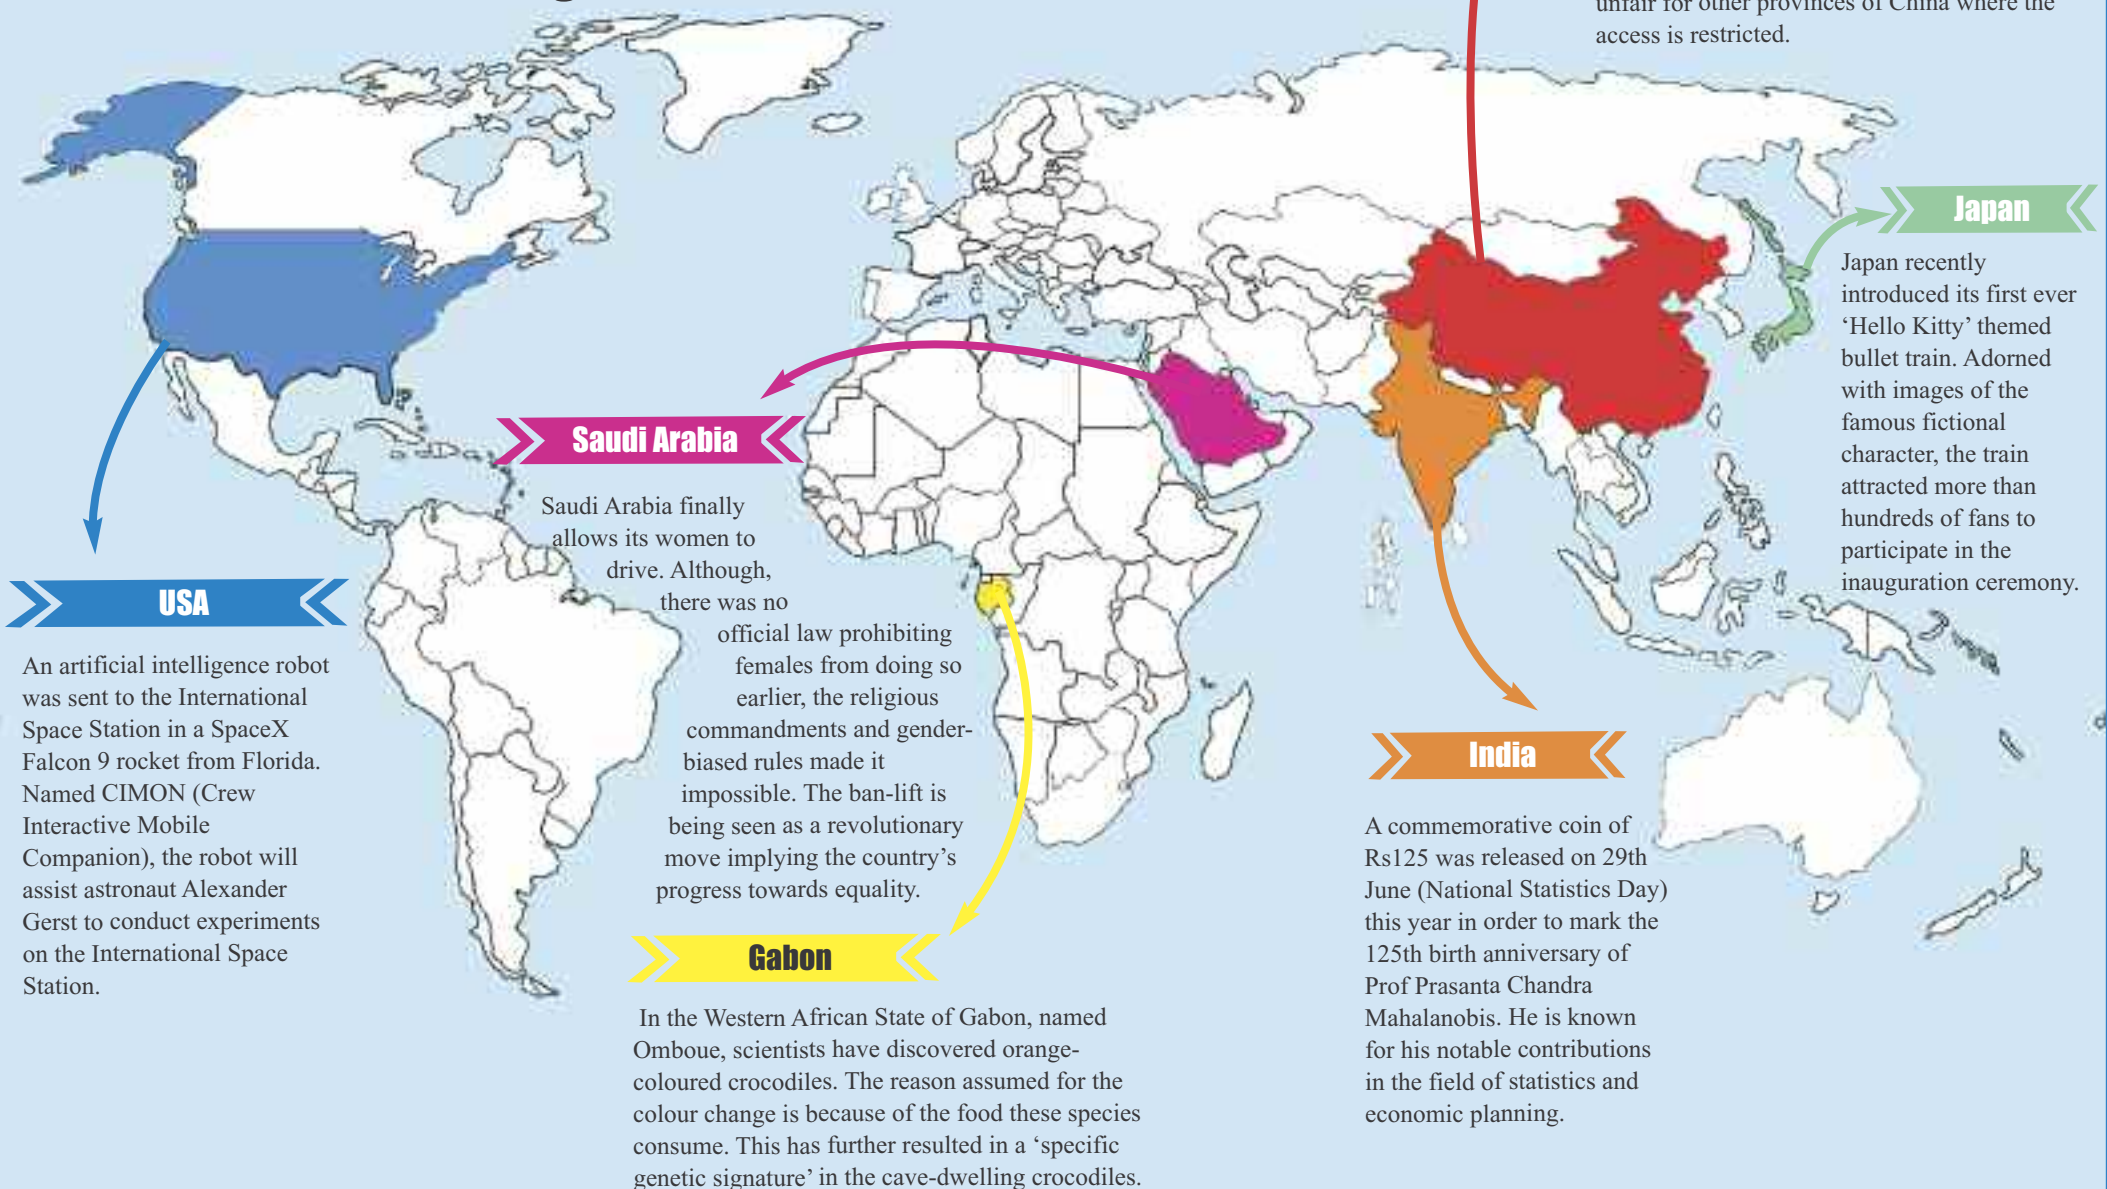 unfair for other provinces of China where the
access is restricted.
Japan
Japan recently
introduced its first ever
‘Hello Kitty’ themed
bullet train. Adorned
with images of the
famous fictional
character, the train
attracted more than
hundreds of fans to
participate in the
inauguration ceremony.
Saudi Arabia
Saudi Arabia finally
allows its women to
drive. Although,
there was no
official law prohibiting
females from doing so
earlier, the religious
commandments and gender-
biased rules made it
impossible. The ban-lift is
being seen as a revolutionary
move implying the country’s
progress towards equality.
USA
An artificial intelligence robot
was sent to the International
Space Station in a SpaceX
Falcon 9 rocket from Florida.
Named CIMON (Crew
Interactive Mobile
Companion), the robot will
assist astronaut Alexander
Gerst to conduct experiments
on the International Space
Station.
India
A commemorative coin of
Rs125 was released on 29th
June (National Statistics Day)
this year in order to mark the
125th birth anniversary of
Prof Prasanta Chandra
Mahalanobis. He is known
for his notable contributions
in the field of statistics and
economic planning.
Gabon
In the Western African State of Gabon, named
Omboue, scientists have discovered orange-
coloured crocodiles. The reason assumed for the
colour change is because of the food these species
consume. This has further resulted in a ‘specific
genetic signature’ in the cave-dwelling crocodiles.